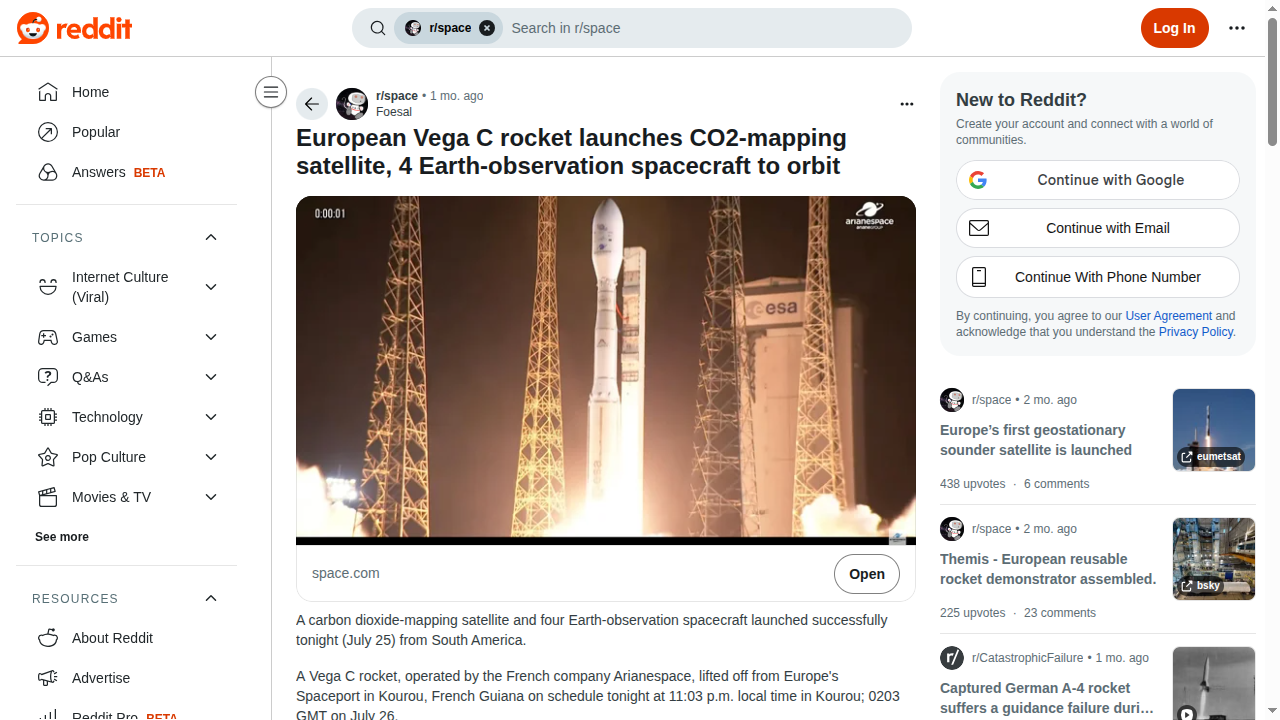 reddit
r/space
Search in r/space
Log In
Home
Popular
Answers BETA
TOPICS
Internet Culture
(Viral)
Games
Q&As
Technology
Pop Culture
Movies & TV
See more
RESOURCES
About Reddit
Advertise
Reddit Pro BETA
r/space • 1 mo. ago
Foesal
European Vega C rocket launches CO2-mapping
satellite, 4 Earth-observation spacecraft to orbit
0:00:01
arianespace
arianeGROUP
esa
esa
space.com
Open
A carbon dioxide-mapping satellite and four Earth-observation spacecraft launched successfully
tonight (July 25) from South America.
A Vega C rocket, operated by the French company Arianespace, lifted off from Europe's
Spaceport in Kourou, French Guiana on schedule tonight at 11:03 p.m. local time in Kourou; 0203
GMT on July 26.
New to Reddit?
Create your account and connect with a world of
communities.
Continue with Google
Continue with Email
Continue With Phone Number
By continuing, you agree to our User Agreement and
acknowledge that you understand the Privacy Policy.
r/space • 2 mo. ago
Europe's first geostationary
sounder satellite is launched
eumetsat
438 upvotes · 6 comments
r/space • 2 mo. ago
Themis - European reusable
rocket demonstrator assembled.
bsky
225 upvotes · 23 comments
r/
r/CatastrophicFailure • 1 mo. ago
Captured German A-4 rocket
suffers a guidance failure duri…